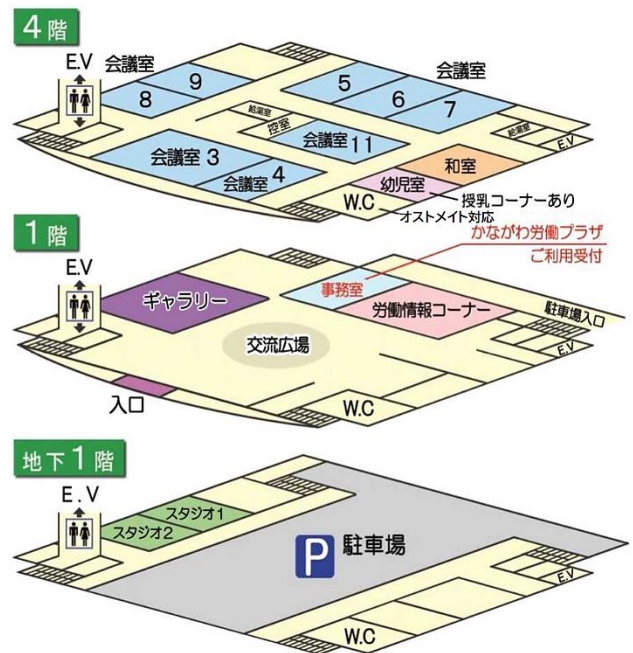 4階
E.V
会議室
9
8
5
会議室
6
7
給湯室
控室
会議室 11
給湯室
E.V
会議室 3
会議室 4
和室
幼児室
授乳コーナーあり
W.C
オストメイト対応
かながわ労働プラザ
ご利用受付
1階
E.V
ギャラリー
事務室
労働情報コーナー
駐車場入口
E.V
交流広場
入口
W.C
地下1階
E.V
スタジオ1
スタジオ2
P 駐車場
E.V
W.C